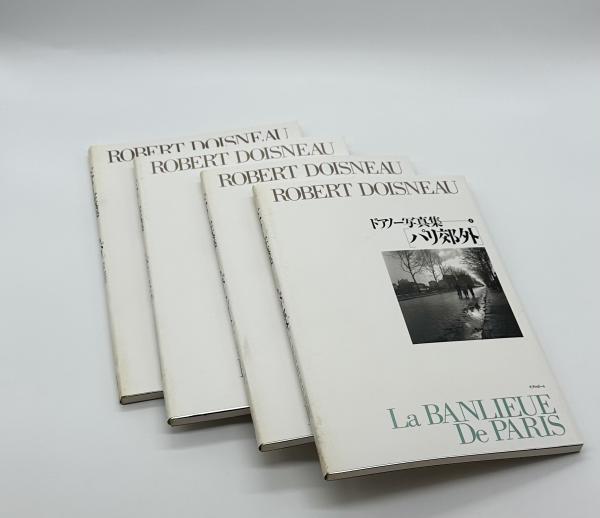 ROBERT DOISNEAU
ROBERT DOISNEAU
ROBERT DOISNEAU
ROBERT DOISNEAU
ドアノー写真集
パリ郊外
La BANLIEUE
De PARIS